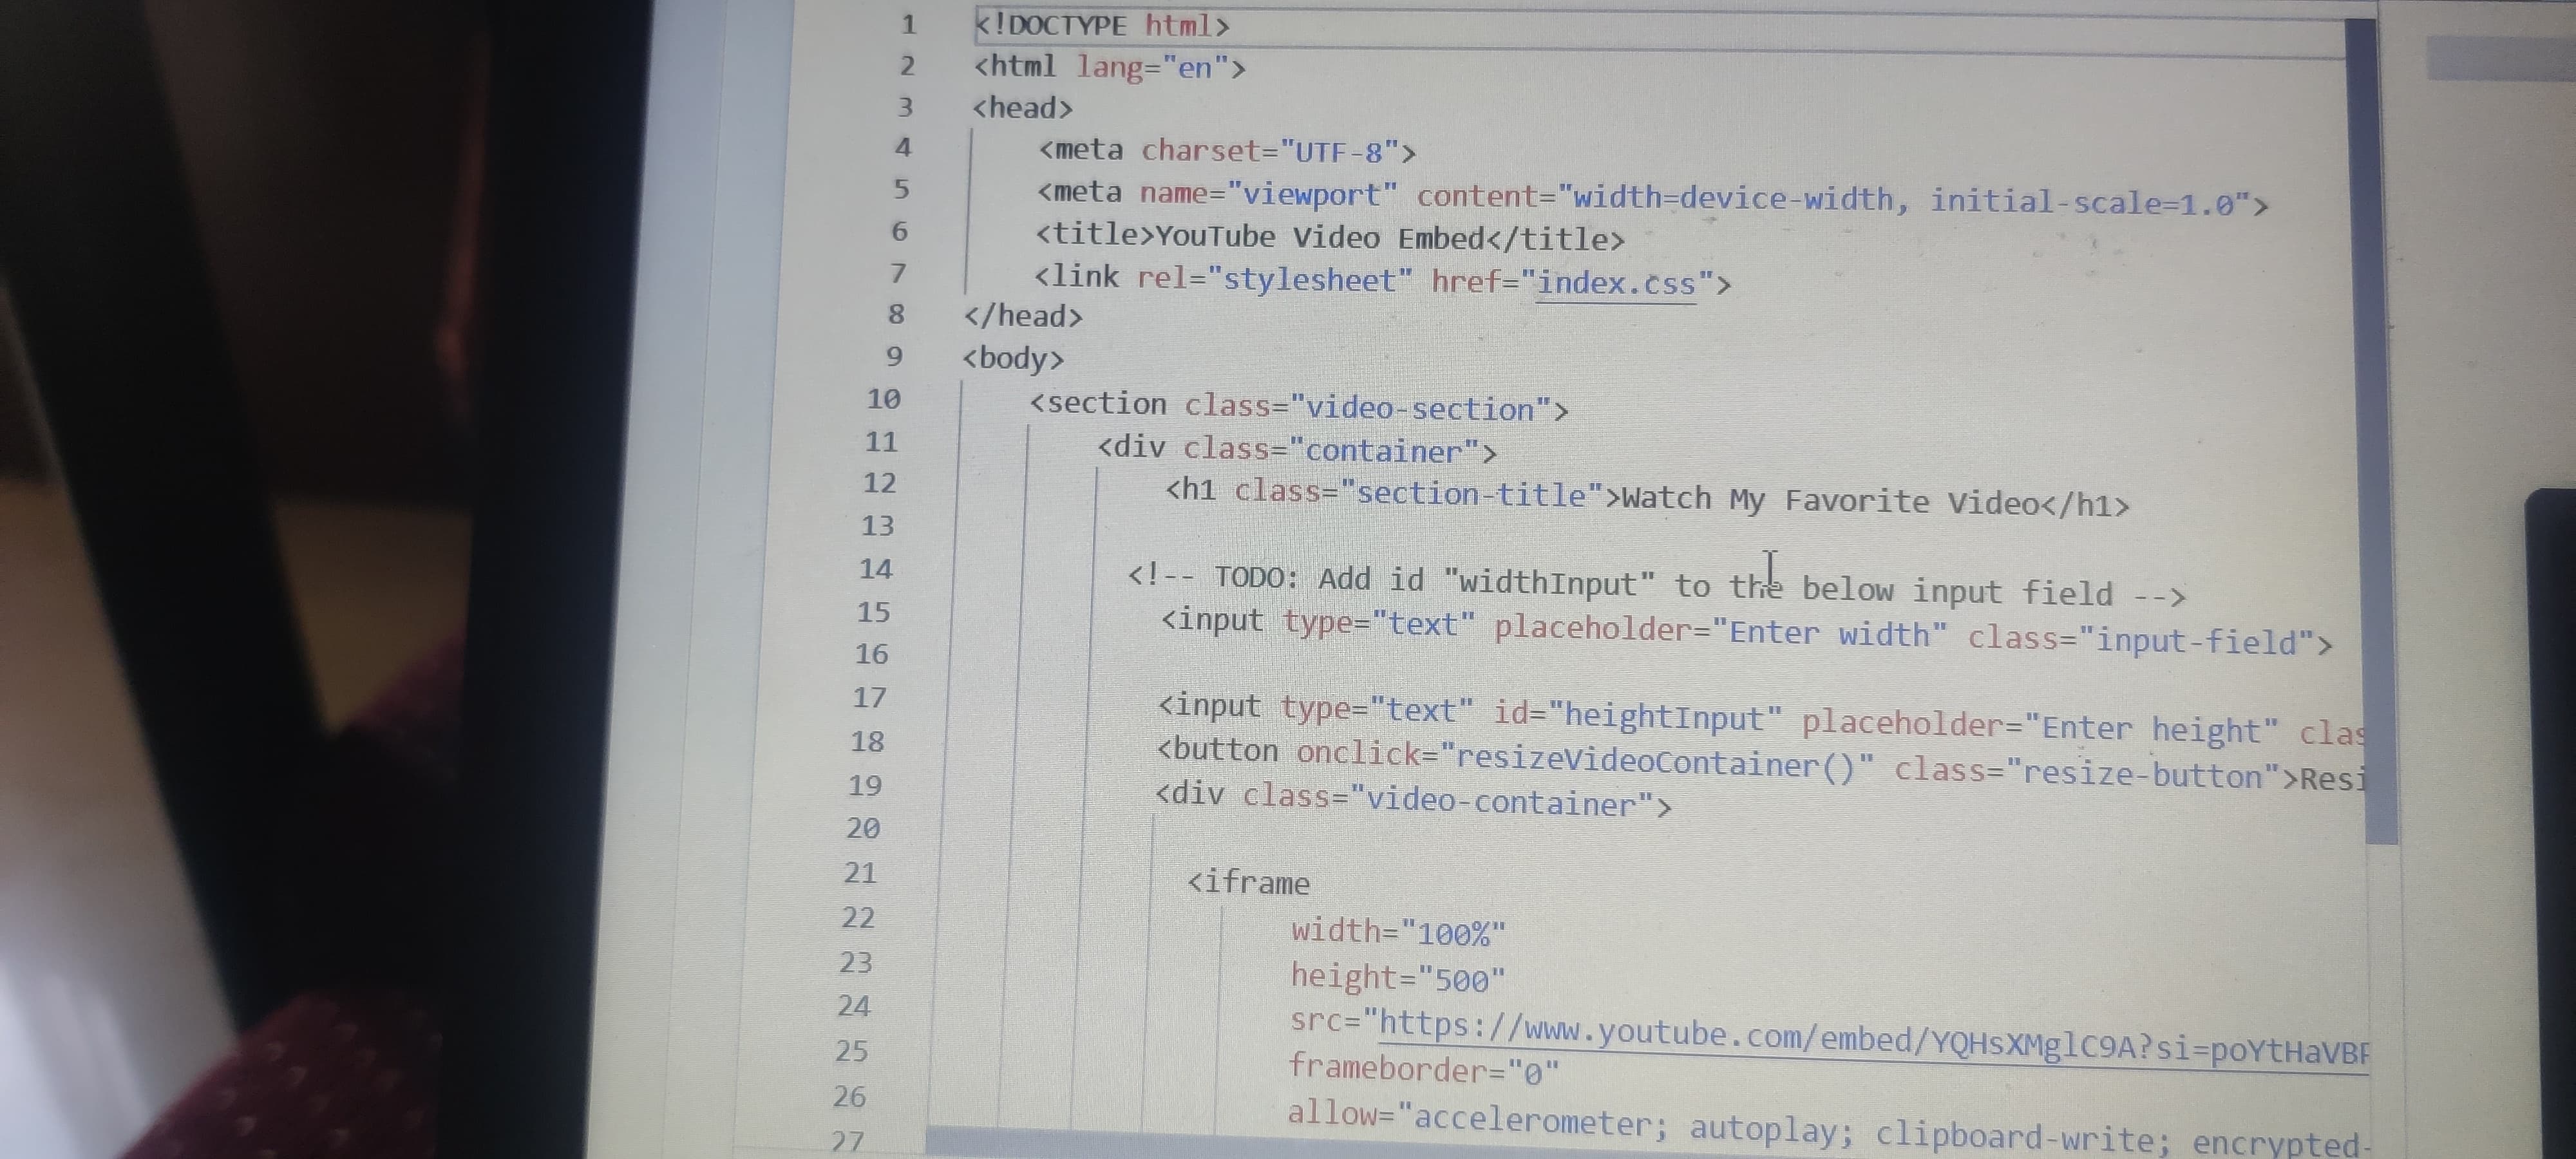 1 <!DOCTYPE html>
2 <html lang="en">
3 <head>
4 <meta charset="UTF-8">
5 <meta name="viewport" content="width=device-width, initial-scale=1.0">
6 <title>YouTube Video Embed</title>
7 <link rel="stylesheet" href="index.css">
8 </head>
9 <body>
10 <section class="video-section">
11 <div class="container">
12 <h1 class="section-title">Watch My Favorite Video</h1>
13
14 <!-- TODO: Add id "widthInput" to the below input field -->
15 <input type="text" placeholder="Enter width" class="input-field">
16
17 <input type="text" id="heightInput" placeholder="Enter height" clas
18 <button onclick="resizeVideoContainer()" class="resize-button">Resi
19 <div class="video-container">
20
21 <iframe
22 width="100%"
23 height="500"
24 src="https://www.youtube.com/embed/YQHsXMglC9A?si=poYtHaVBF
25 frameborder="0"
26 allow="accelerometer; autoplay; clipboard-write; encrypted-
27